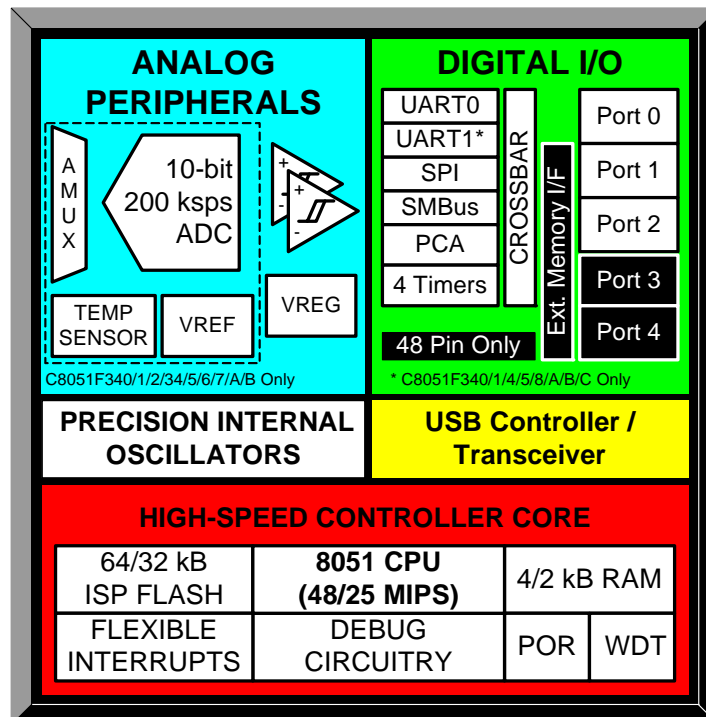 ANALOG
PERIPHERALS
A
M
U
X
10-bit
200 ksps
ADC
+
-
+
-
TEMP
SENSOR
VREF
VREG
C8051F340/1/2/34/5/6/7/A/B Only
DIGITAL I/O
UART0
UART1*
SPI
SMBus
PCA
4 Timers
CROSSBAR
Ext. Memory I/F
Port 0
Port 1
Port 2
Port 3
Port 4
48 Pin Only
* C8051F340/1/4/5/8/A/B/C Only
PRECISION INTERNAL
OSCILLATORS
USB Controller /
Transceiver
HIGH-SPEED CONTROLLER CORE
64/32 kB
ISP FLASH
8051 CPU
(48/25 MIPS)
4/2 kB RAM
FLEXIBLE
INTERRUPTS
DEBUG
CIRCUITRY
POR
WDT